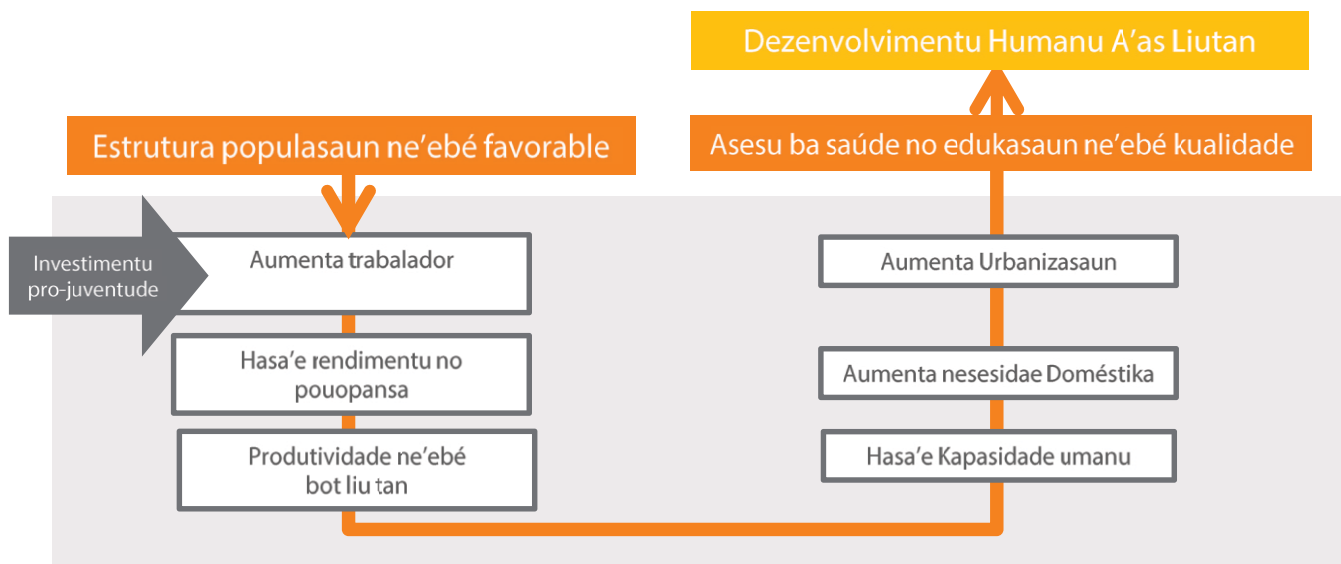 Dezenvolvimentu Humanu A’as Liutan
Estrutura populasaun ne’ebé favorable
Asesu ba saúde no edukasaun ne’ebé kualidade
Investimentu
pro-juventude
Aumenta trabalador
Hasa’e rendimentu no
pouopansa
Produtividade ne’ebé
bot liu tan
Aumenta Urbanizasaun
Aumenta nesesidae Doméstika
Hasa’e Kapasidade umanu